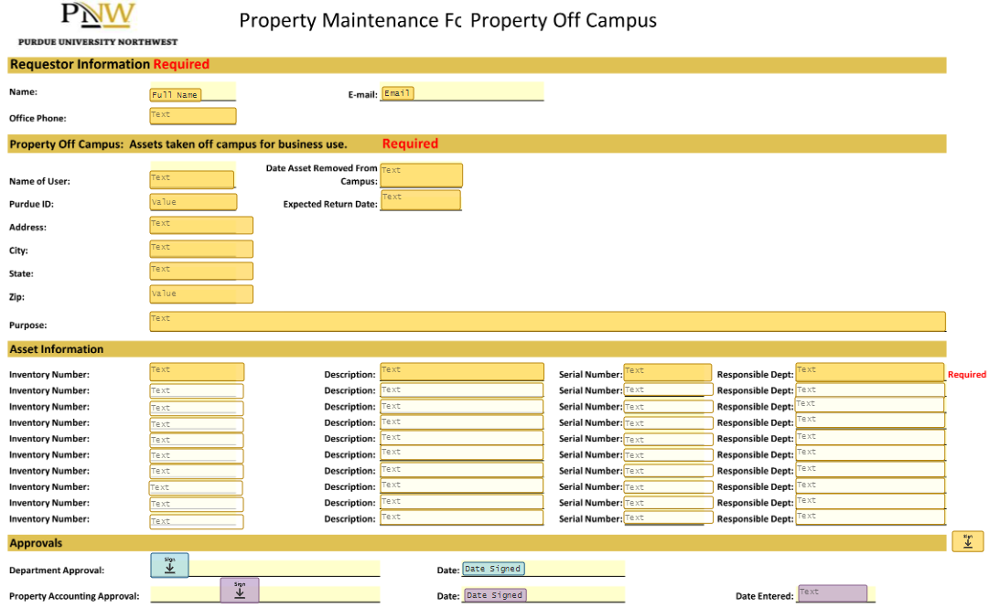 PNW
PURDUE UNIVERSITY NORTHWEST
Property Maintenance Fc Property Off Campus
Requestor Information Required
Name: Full Name E-mail: Email
Office Phone: Text
Property Off Campus: Assets taken off campus for business use. Required
Name of User: Text Date Asset Removed From Campus: Text
Purdue ID: Value Expected Return Date: Text
Address: Text
City: Text
State: Text
Zip: Value
Purpose: Text
Asset Information
Inventory Number: Text Description: Text Serial Number: Text Responsible Dept: Text Required
Inventory Number: Text Description: Text Serial Number: Text Responsible Dept: Text
Inventory Number: Text Description: Text Serial Number: Text Responsible Dept: Text
Inventory Number: Text Description: Text Serial Number: Text Responsible Dept: Text
Inventory Number: Text Description: Text Serial Number: Text Responsible Dept: Text
Inventory Number: Text Description: Text Serial Number: Text Responsible Dept: Text
Inventory Number: Text Description: Text Serial Number: Text Responsible Dept: Text
Inventory Number: Text Description: Text Serial Number: Text Responsible Dept: Text
Inventory Number: Text Description: Text Serial Number: Text Responsible Dept: Text
Inventory Number: Text Description: Text Serial Number: Text Responsible Dept: Text
Approvals Sign
Department Approval: Sign Date: Date Signed
Property Accounting Approval: Sign Date: Date Signed Date Entered: Text